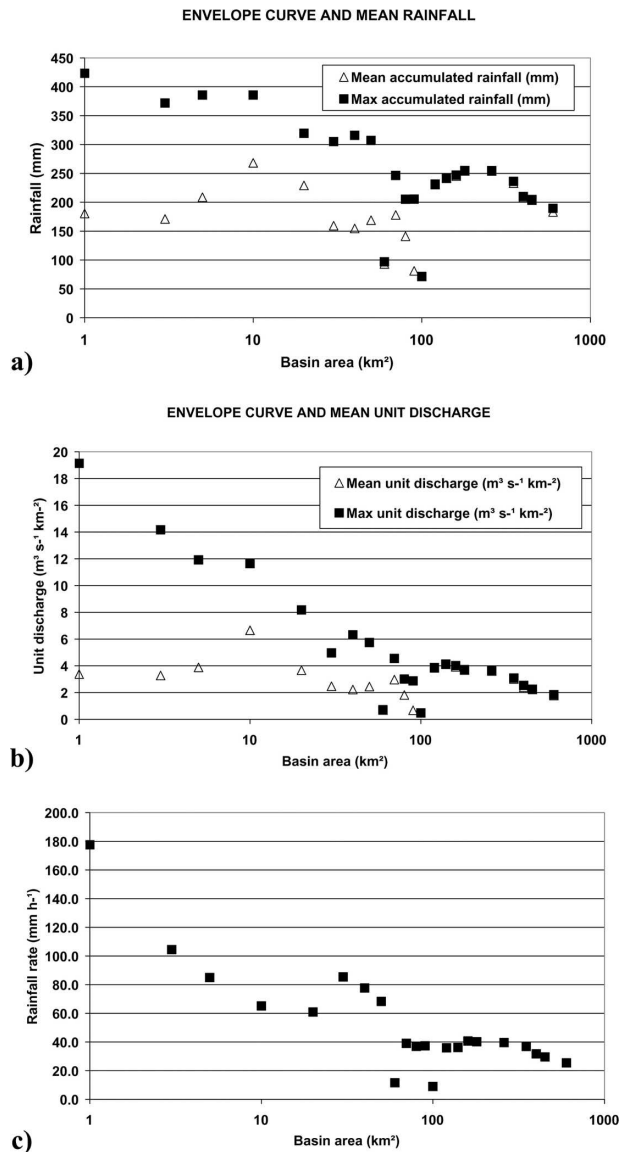 ENVELOPE CURVE AND MEAN RAINFALL
450
400
350
300
250
200
150
100
50
0
Rainfall (mm)
Mean accumulated rainfall (mm)
Max accumulated rainfall (mm)
1
10
100
1000
Basin area (km²)
a)
ENVELOPE CURVE AND MEAN UNIT DISCHARGE
20
18
16
14
12
10
8
6
4
2
0
Unit discharge (m³ s-¹ km-²)
Mean unit discharge (m³ s-¹ km-²)
Max unit discharge (m³ s-¹ km-²)
1
10
100
1000
Basin area (km²)
b)
200.0
180.0
160.0
140.0
120.0
100.0
80.0
60.0
40.0
20.0
0.0
Rainfall rate (mm h-¹)
1
10
100
1000
Basin area (km²)
c)